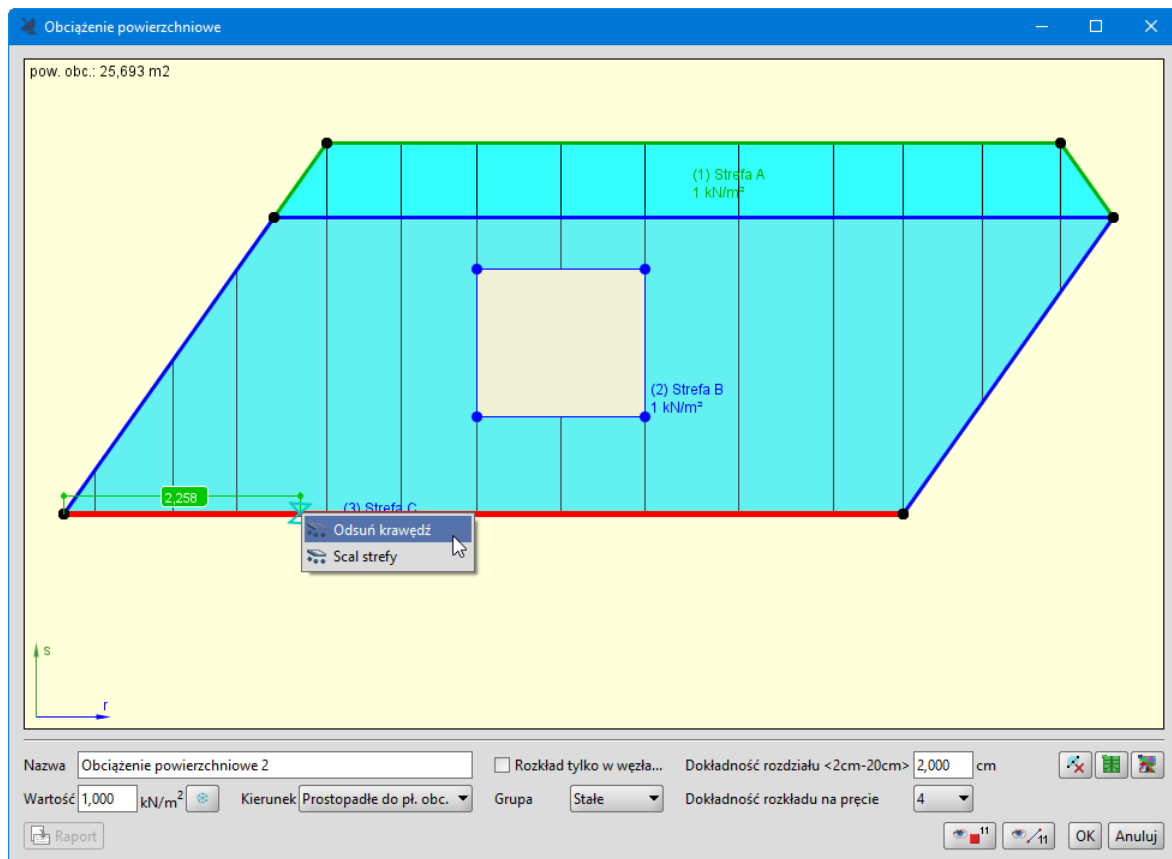 Obciążenie powierzchniowe
pow. obc.: 25,693 m2
(1) Strefa A
1 kN/m²
(2) Strefa B
1 kN/m²
2,258
(3) Strefa C
Odsuń krawędź
Scal strefy
s
r
Nazwa Obciążenie powierzchniowe 2 Rozkład tylko w węzła... Dokładność rozdziału <2cm-20cm> 2,000 cm
Wartość 1,000 kN/m² Kierunek Prostopadłe do pł. obc. Grupa Stałe Dokładność rozkładu na pręcie 4
Raport 11 11 OK Anuluj